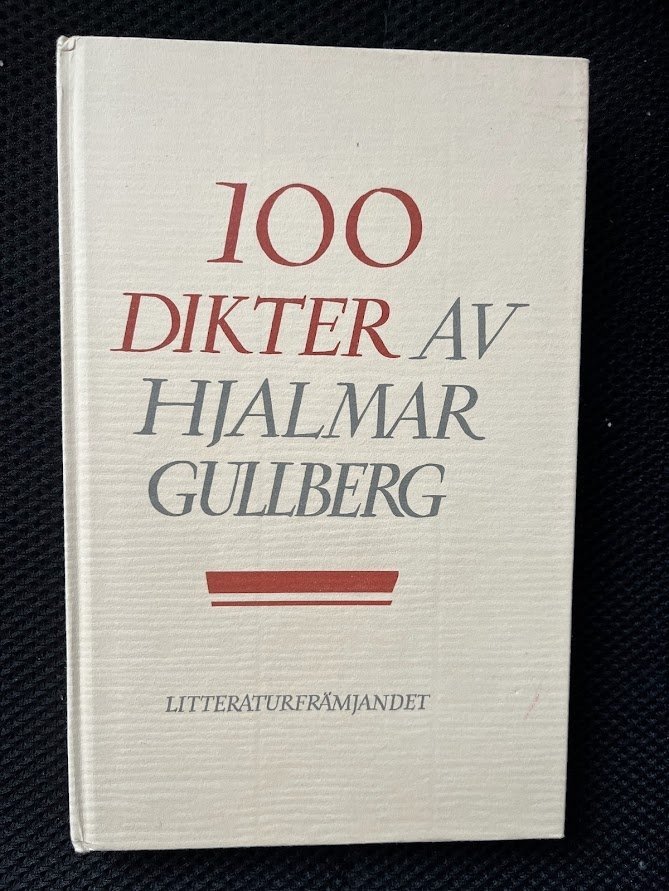 100
DIKTER AV
HJALMAR
GULLBERG
LITTERATURFRÄMJANDET